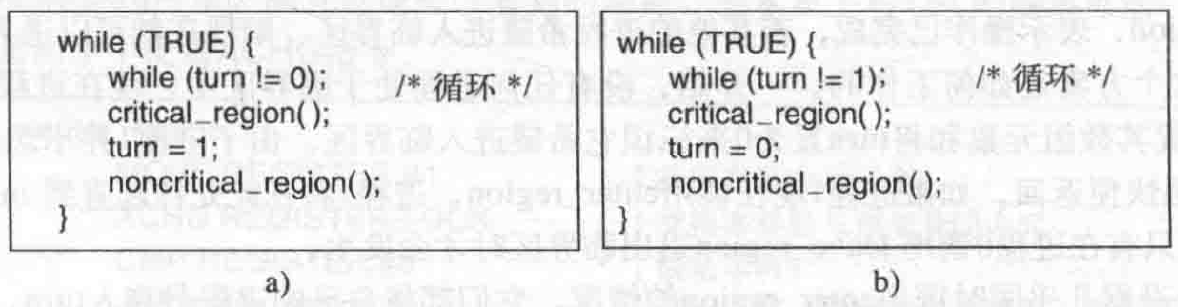 while (TRUE) {
while (turn != 0); /* 循环 */
critical_region( );
turn = 1;
noncritical_region( );
}
a)
while (TRUE) {
while (turn != 1); /* 循环 */
critical_region( );
turn = 0;
noncritical_region( );
}
b)